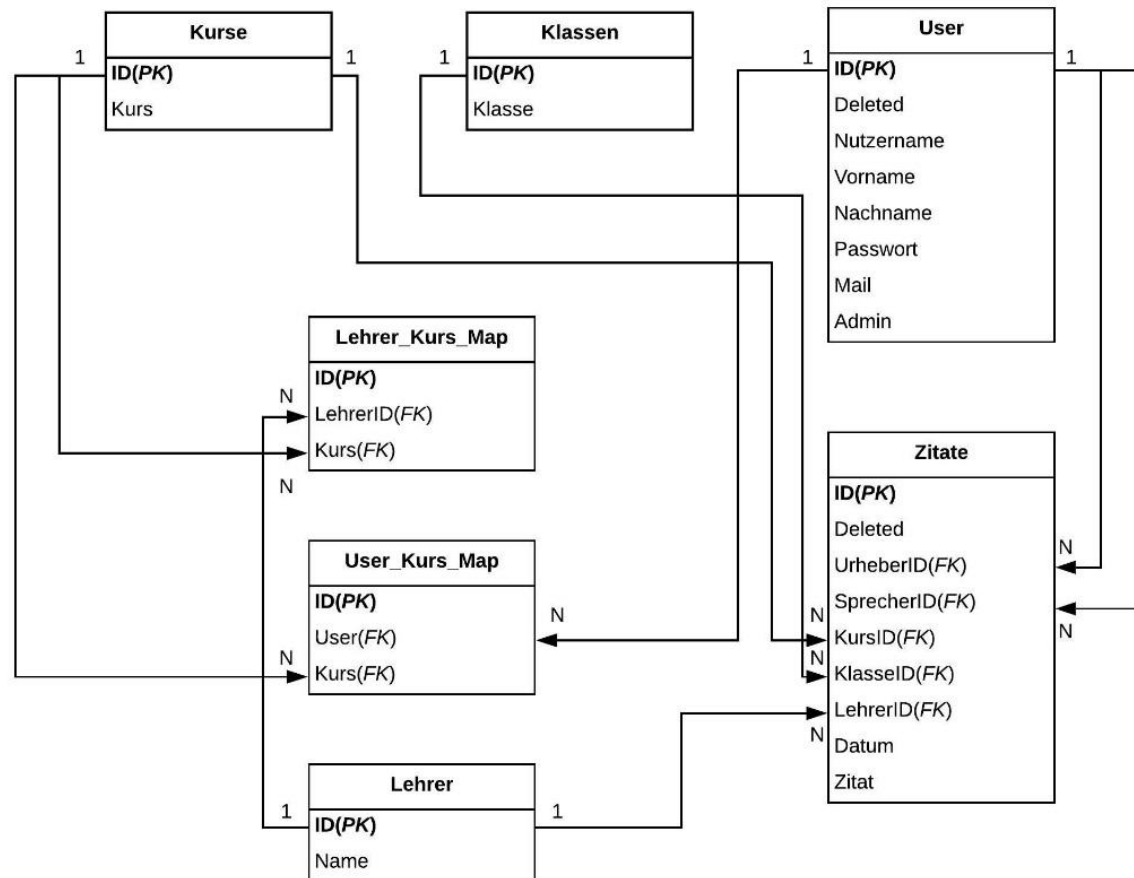 Kurse
1
ID(PK)
1
Kurs
Klassen
1
ID(PK)
Klasse
User
1
ID(PK)
1
Deleted
Nutzername
Vorname
Nachname
Passwort
Mail
Admin
Lehrer_Kurs_Map
ID(PK)
N
LehrerID(FK)
Kurs(FK)
N
User_Kurs_Map
ID(PK)
N
User(FK)
N
Kurs(FK)
Zitate
ID(PK)
Deleted
N
UrheberID(FK)
SprecherID(FK)
N
N
KursID(FK)
N
KlasseID(FK)
LehrerID(FK)
N
Datum
Zitat
Lehrer
1
ID(PK)
1
Name